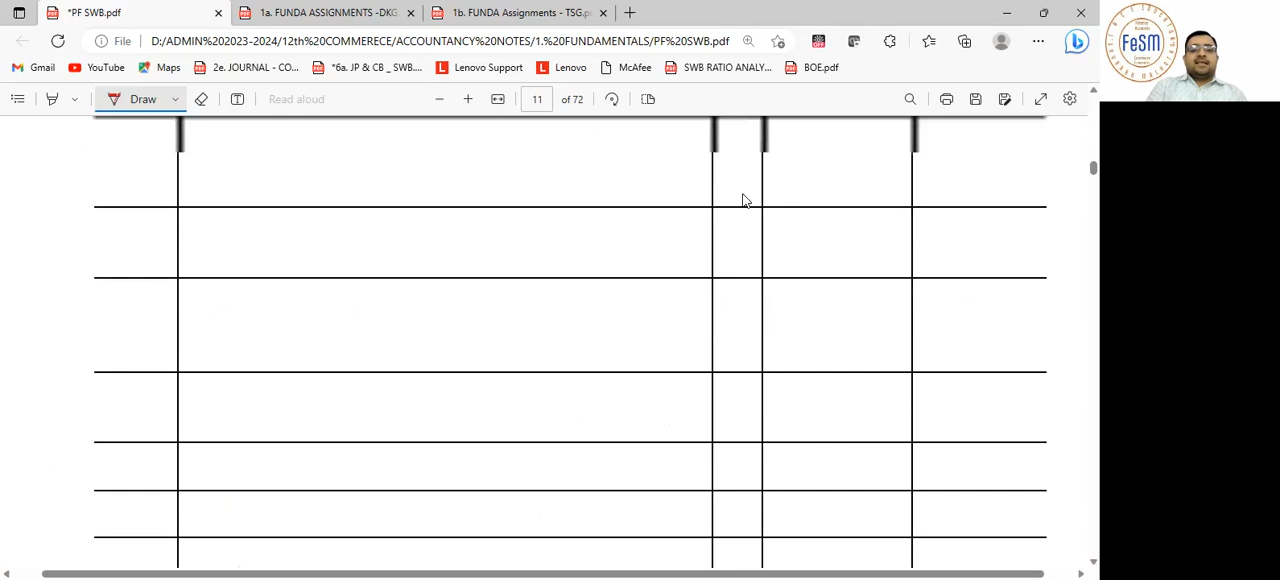 *PF SWB.pdf
1a. FUNDA ASSIGNMENTS -DKG
1b. FUNDA Assignments - TSG.p
File
D:/ADMIN%202023-2024/12th%20COMMERECE/ACCOUNTANCE%20NOTES/1.%20FUNDAMENTALS/PF%20SWB.pdf
OFF
Gmail
YouTube
Maps
2e. JOURNAL - CO...
*6a. JP & CB _ SWB....
Lenovo Support
Lenovo
McAfee
SWB RATIO ANALY...
BOE.pdf
Draw
Read aloud
11
of 72
FeSM